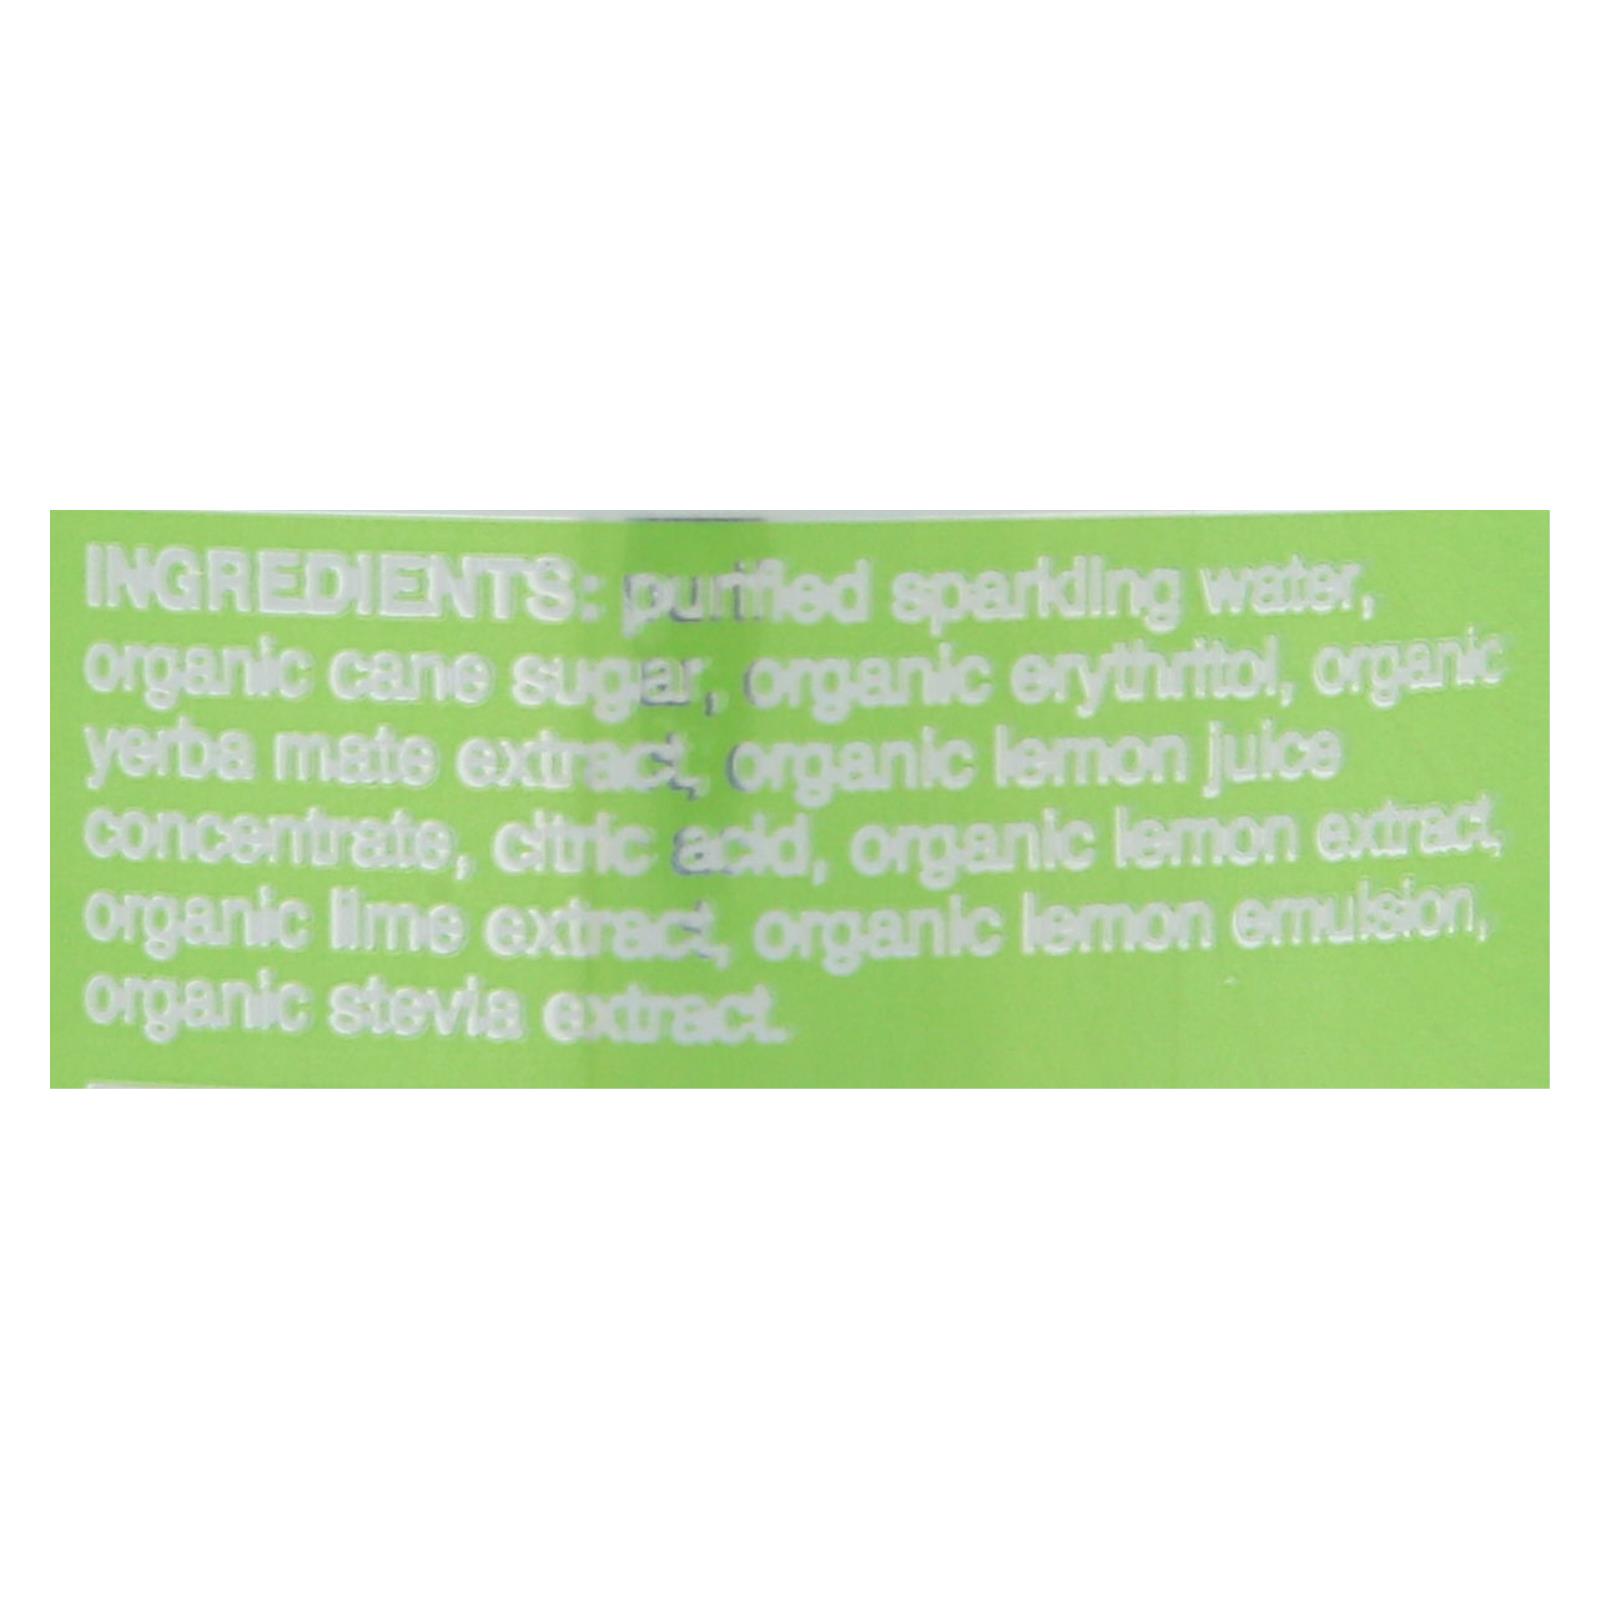 INGREDIENTS: purified sparkling water,
organic cane sugar, organic erythritol, organic
yerba mate extract, organic lemon juice
concentrate, citric acid, organic lemon extract,
organic lime extract, organic lemon emulsion,
organic stevia extract.